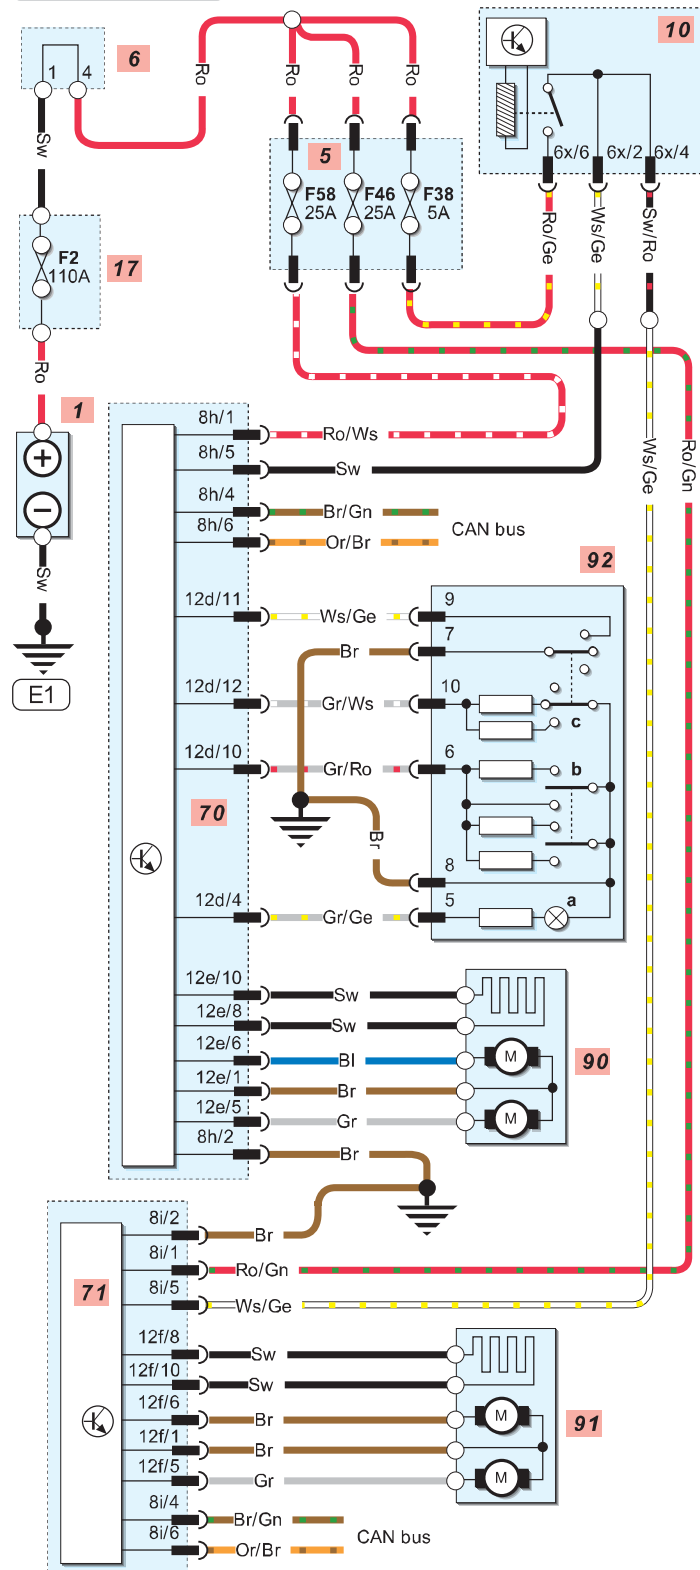 6
10
1 4
Ro
Ro
Ro
Ro
Sw
5
6x/6 6x/2 6x/4
F58
25A
F46
25A
F38
5A
Ro/Ge
Ws/Ge
Sw/Ro
F2
110A
17
Ro
1
+
−
Sw
E1
8h/1
Ro/Ws
8h/5
Sw
Ws/Ge
Ro/Gn
8h/4
Br/Gn
8h/6
Or/Br
CAN bus
92
12d/11
Ws/Ge
9
Br
7
12d/12
Gr/Ws
10
c
12d/10
Gr/Ro
6
b
70
Br
8
12d/4
Gr/Ge
5
a
12e/10
Sw
12e/8
Sw
12e/6
Bl
M
90
12e/1
Br
12e/5
Gr
M
8h/2
Br
8i/2
Br
8i/1
Ro/Gn
71
8i/5
Ws/Ge
12f/8
Sw
12f/10
Sw
12f/6
Br
M
91
12f/1
Br
12f/5
Gr
M
8i/4
Br/Gn
8i/6
Or/Br
CAN bus